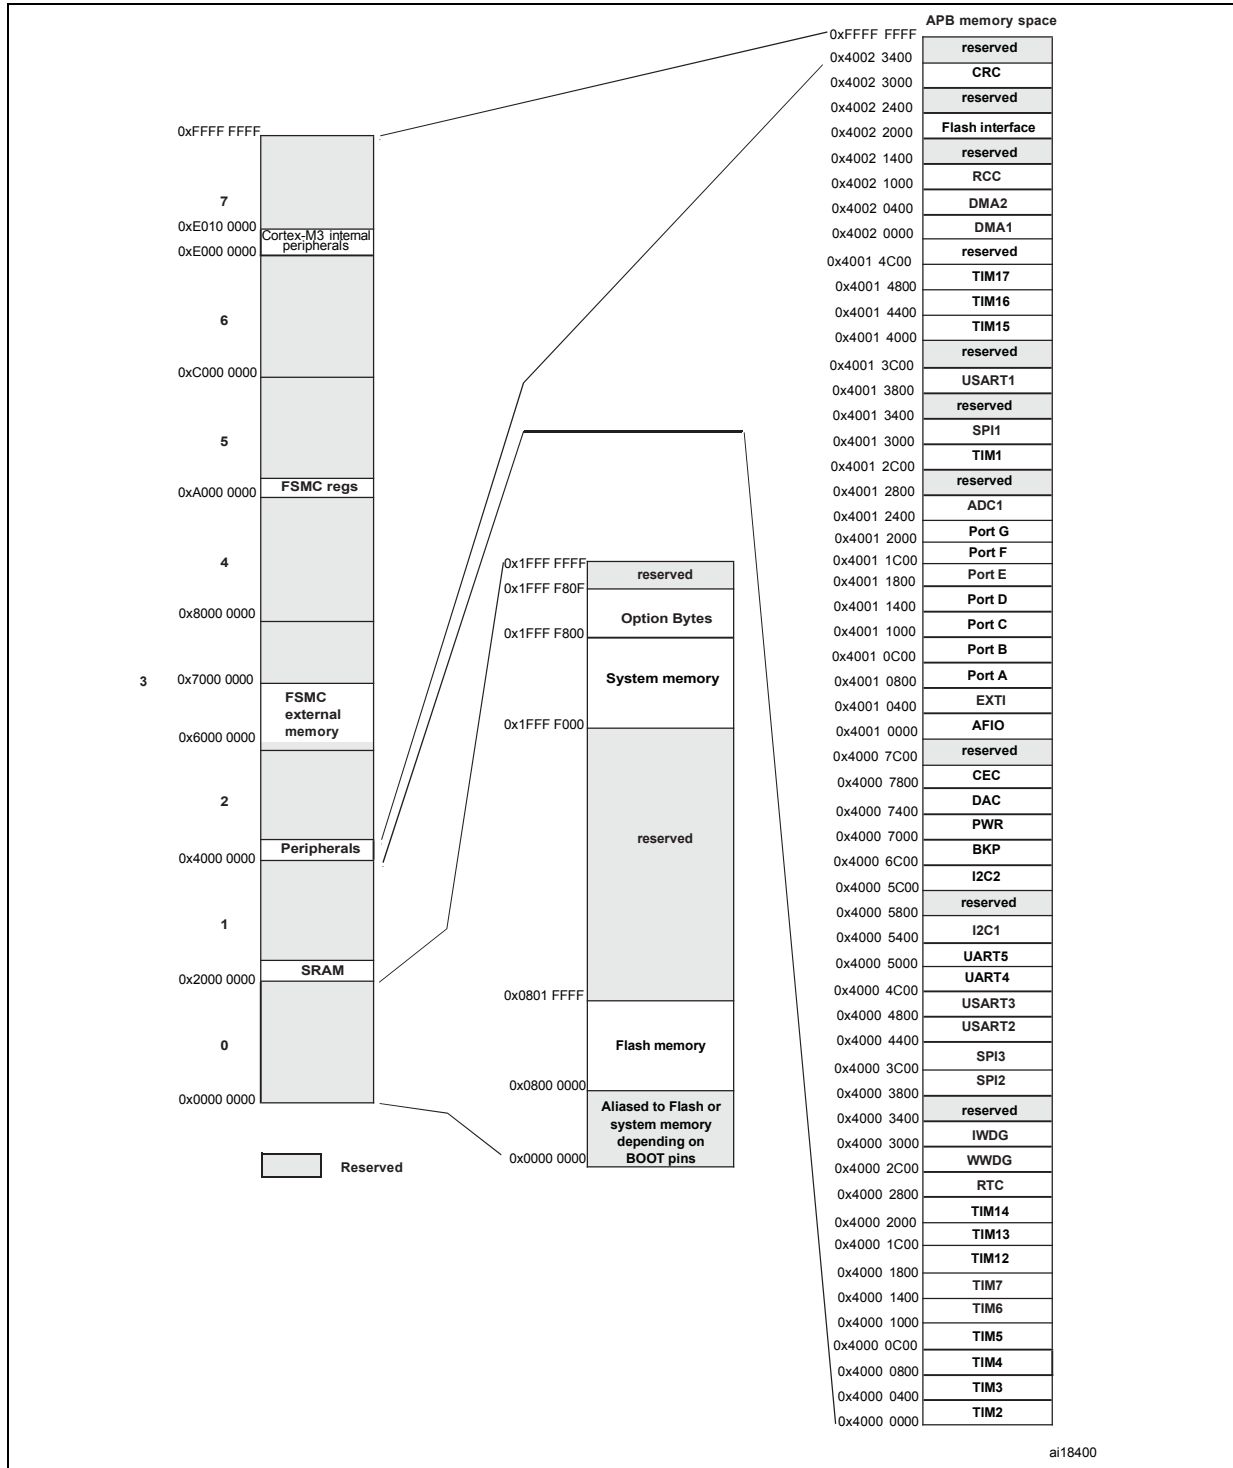 APB memory space
0xFFFF FFFF
reserved
0x4002 3400
CRC
0x4002 3000
reserved
0x4002 2400
Flash interface
0x4002 2000
reserved
0x4002 1400
RCC
0x4002 1000
DMA2
0x4002 0400
DMA1
0x4002 0000
reserved
0x4001 4C00
TIM17
0x4001 4800
TIM16
0x4001 4400
TIM15
0x4001 4000
reserved
0x4001 3C00
USART1
0x4001 3800
reserved
0x4001 3400
SPI1
0x4001 3000
TIM1
0x4001 2C00
reserved
0x4001 2800
ADC1
0x4001 2400
Port G
0x4001 2000
Port F
0x4001 1C00
Port E
0x4001 1800
Port D
0x4001 1400
Port C
0x4001 1000
Port B
0x4001 0C00
Port A
0x4001 0800
EXTI
0x4001 0400
AFIO
0x4001 0000
reserved
0x4000 7C00
CEC
0x4000 7800
DAC
0x4000 7400
PWR
0x4000 7000
BKP
0x4000 6C00
I2C2
0x4000 5C00
reserved
0x4000 5800
I2C1
0x4000 5400
UART5
0x4000 5000
UART4
0x4000 4C00
USART3
0x4000 4800
USART2
0x4000 4400
SPI3
0x4000 3C00
SPI2
0x4000 3800
reserved
0x4000 3400
IWDG
0x4000 3000
WWDG
0x4000 2C00
RTC
0x4000 2800
TIM14
0x4000 2000
TIM13
0x4000 1C00
TIM12
0x4000 1800
TIM7
0x4000 1400
TIM6
0x4000 1000
TIM5
0x4000 0C00
TIM4
0x4000 0800
TIM3
0x4000 0400
TIM2
0x4000 0000
0xFFFF FFFF
7
0xE010 0000
Cortex-M3 internal
peripherals
0xE000 0000
6
0xC000 0000
5
FSMC regs
0xA000 0000
4
0x8000 0000
3
0x7000 0000
FSMC
external
memory
0x6000 0000
2
Peripherals
0x4000 0000
1
SRAM
0x2000 0000
0
0x0000 0000
Reserved
0x1FFF FFFF
reserved
0x1FFF F80F
Option Bytes
0x1FFF F800
System memory
0x1FFF F000
reserved
0x0801 FFFF
Flash memory
0x0800 0000
Aliased to Flash or
system memory
depending on
BOOT pins
0x0000 0000
ai18400